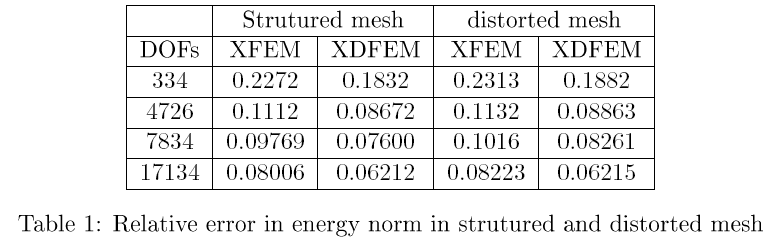 Strutured mesh distorted mesh
DOFs XFEM XDFEM XFEM XDFEM
334 0.2272 0.1832 0.2313 0.1882
4726 0.1112 0.08672 0.1132 0.08863
7834 0.09769 0.07600 0.1016 0.08261
17134 0.08006 0.06212 0.08223 0.06215
Table 1: Relative error in energy norm in strutured and distorted mesh